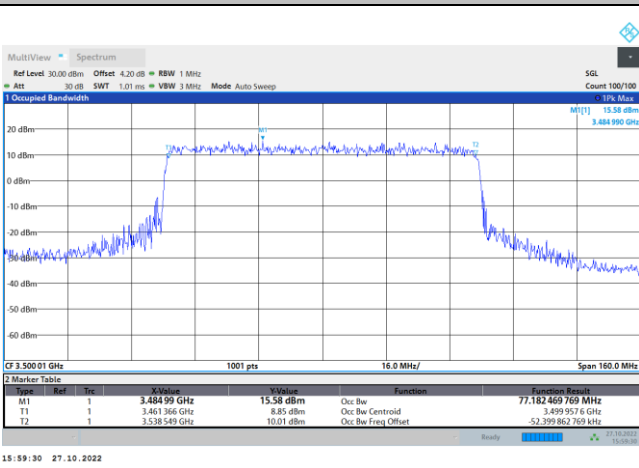 MultiView Spectrum
Ref Level 30.00 dBm Offset 4.20 dB RBW 1 MHz SGL
Att 30 dB SWT 1.01 ms VBW 3 MHz Mode Auto Sweep Count 100/100
1 Occupied Bandwidth 1Pk Max
M1[1] 15.58 dBm
3.484 990 GHz
20 dBm
M1
T1
T2
10 dBm
0 dBm
-10 dBm
-20 dBm
-30 dBm
-40 dBm
-50 dBm
-60 dBm
CF 3.500 01 GHz 1001 pts 16.0 MHz/ Span 160.0 MHz
2 Marker Table
Type Ref Trc X-Value Y-Value Function Function Result
M1 1 3.484 99 GHz 15.58 dBm Occ Bw 77.182 469 769 MHz
T1 1 3.461 366 GHz 8.85 dBm Occ Bw Centroid 3.499 957 6 GHz
T2 1 3.538 549 GHz 10.01 dBm Occ Bw Freq Offset -52.399 862 769 kHz
Ready 27.10.2022
15:59:30
15:59:30 27.10.2022